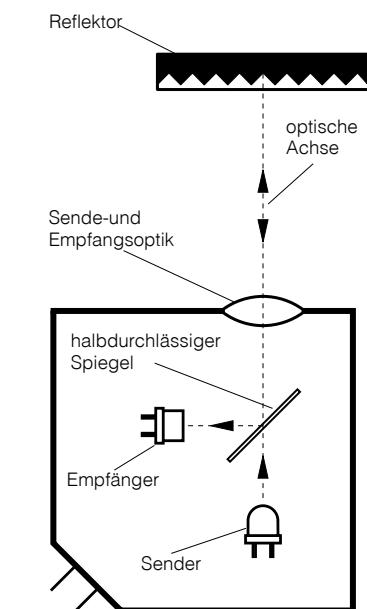 Reflektor
optische
Achse
Sende-und
Empfangsoptik
halbdurchlässiger
Spiegel
Empfänger
Sender